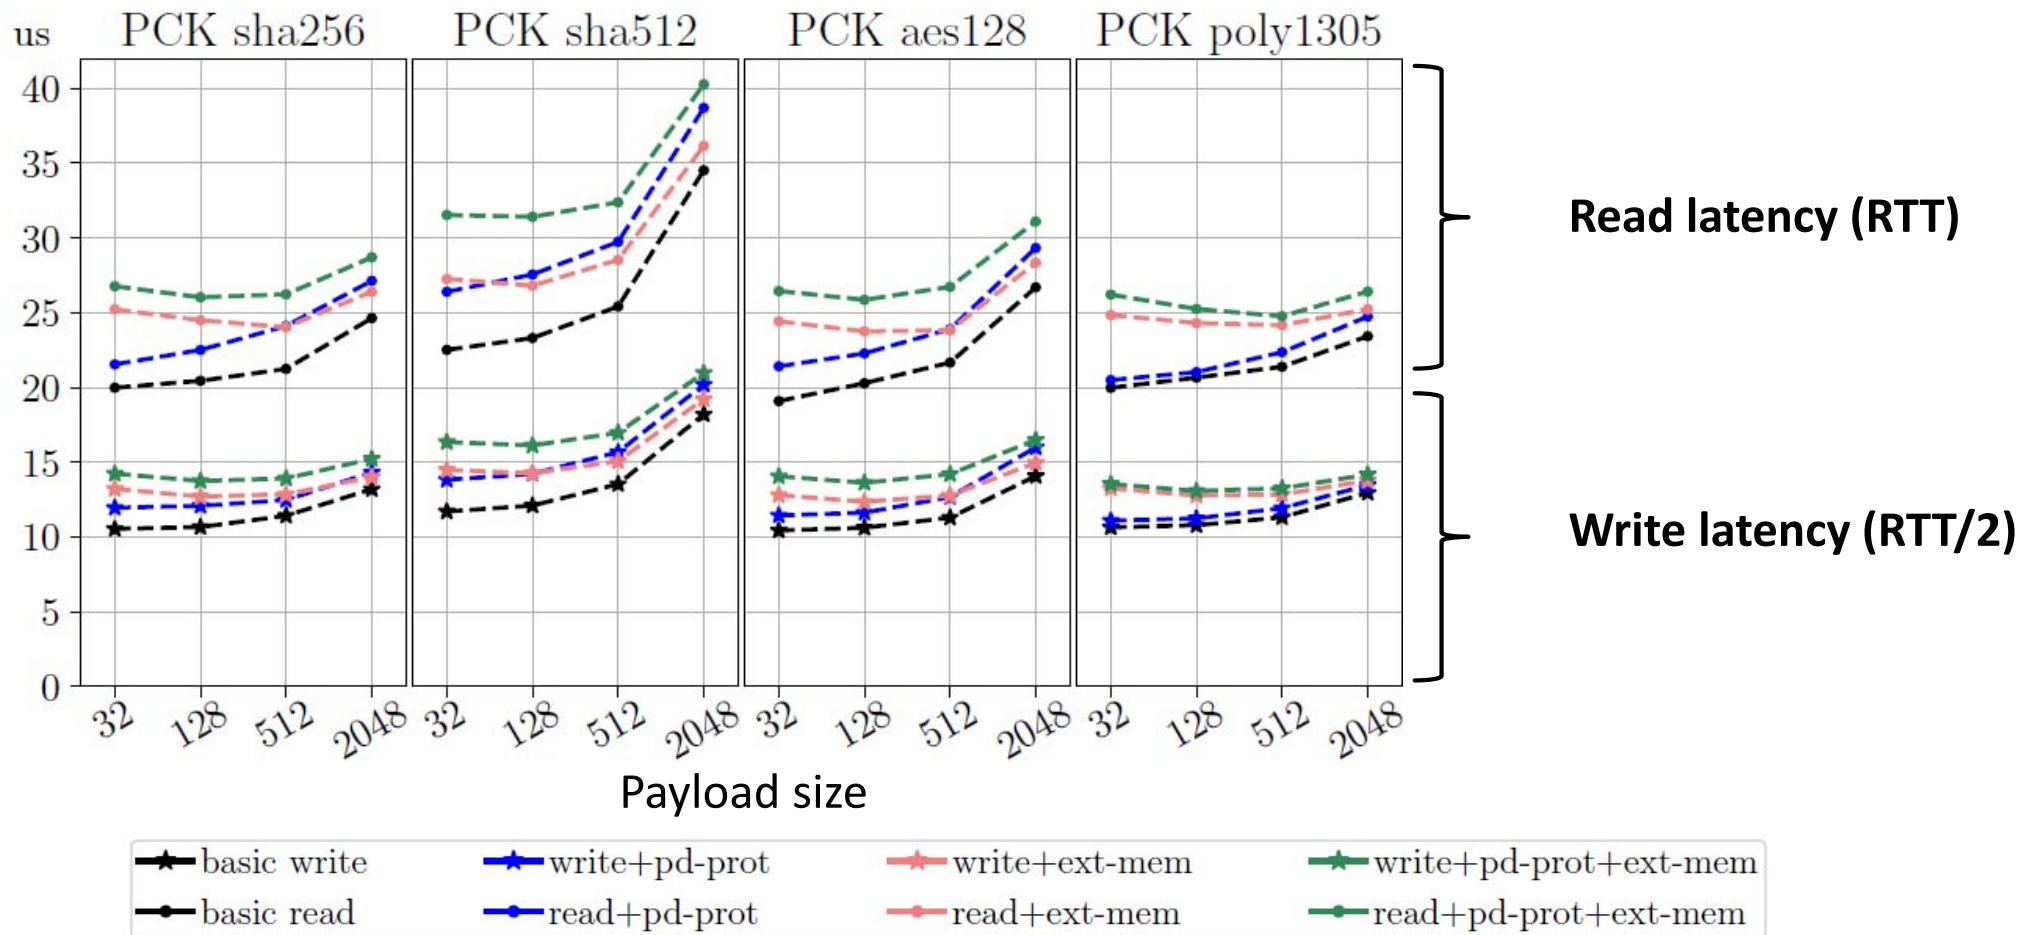 us PCK sha256 PCK sha512 PCK aes128 PCK poly1305
40
35
30
25
20
15
10
5
0
Read latency (RTT)
Write latency (RTT/2)
32 128 512 2048 32 128 512 2048 32 128 512 2048 32 128 512 2048
Payload size
basic write write+pd-prot write+ext-mem write+pd-prot+ext-mem
basic read read+pd-prot read+ext-mem read+pd-prot+ext-mem